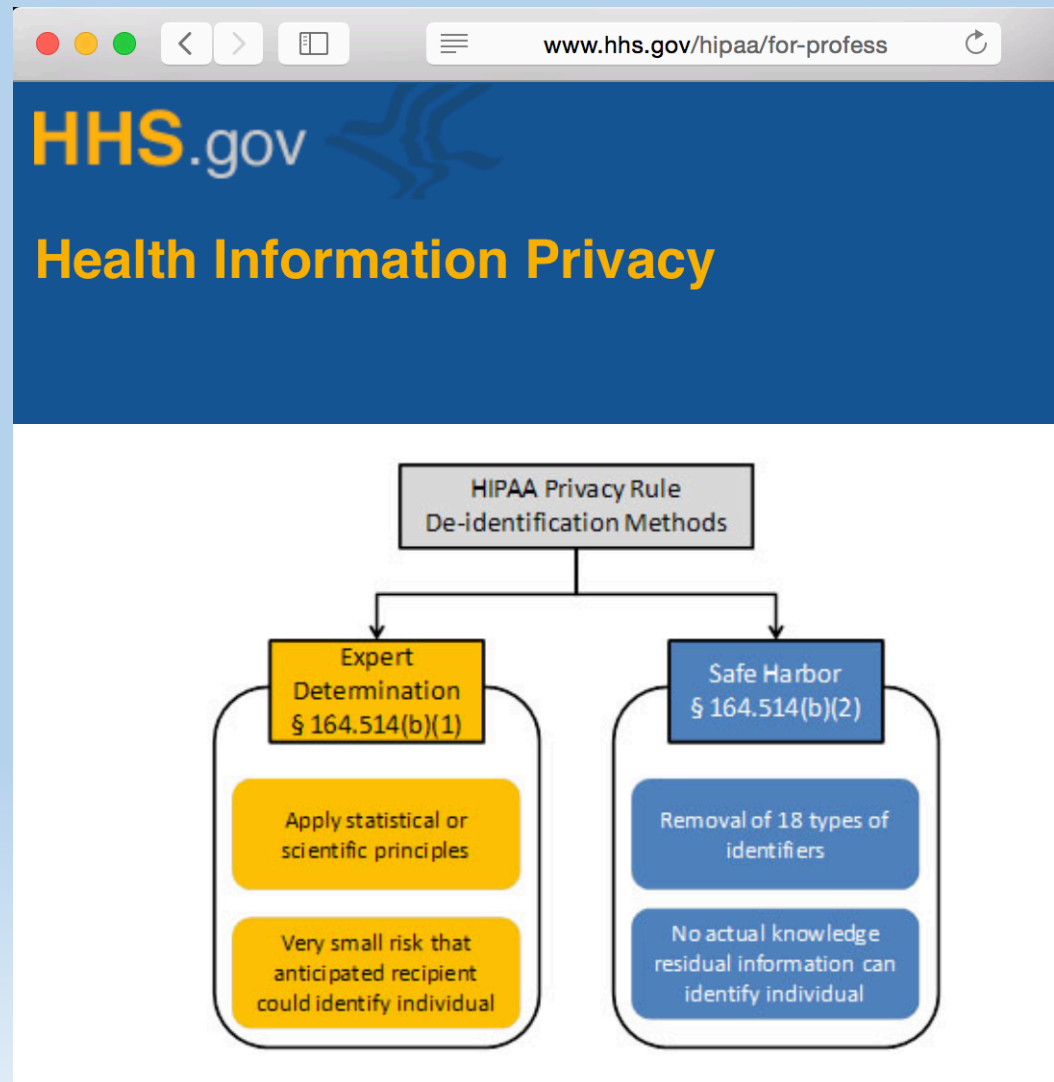 www.hhs.gov/hipaa/for-profess
HHS.gov
Health Information Privacy
HIPAA Privacy Rule
De-identification Methods
Expert
Determination
§ 164.514(b)(1)
Apply statistical or
scientific principles
Very small risk that
anticipated recipient
could identify individual
Safe Harbor
§ 164.514(b)(2)
Removal of 18 types of
identifiers
No actual knowledge
residual information can
identify individual